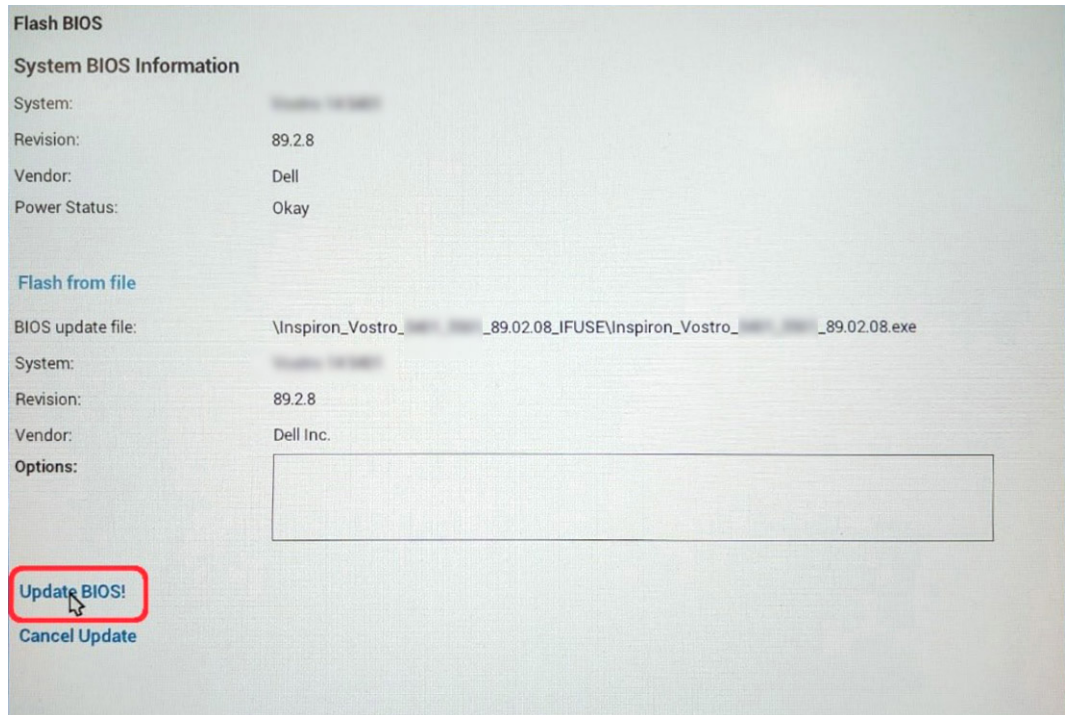 Flash BIOS
System BIOS Information
System:
Revision: 89.2.8
Vendor: Dell
Power Status: Okay
Flash from file
BIOS update file: \Inspiron_Vostro_ _89.02.08_IFUSE\Inspiron_Vostro_ _89.02.08.exe
System:
Revision: 89.2.8
Vendor: Dell Inc.
Options:
Update BIOS!
Cancel Update